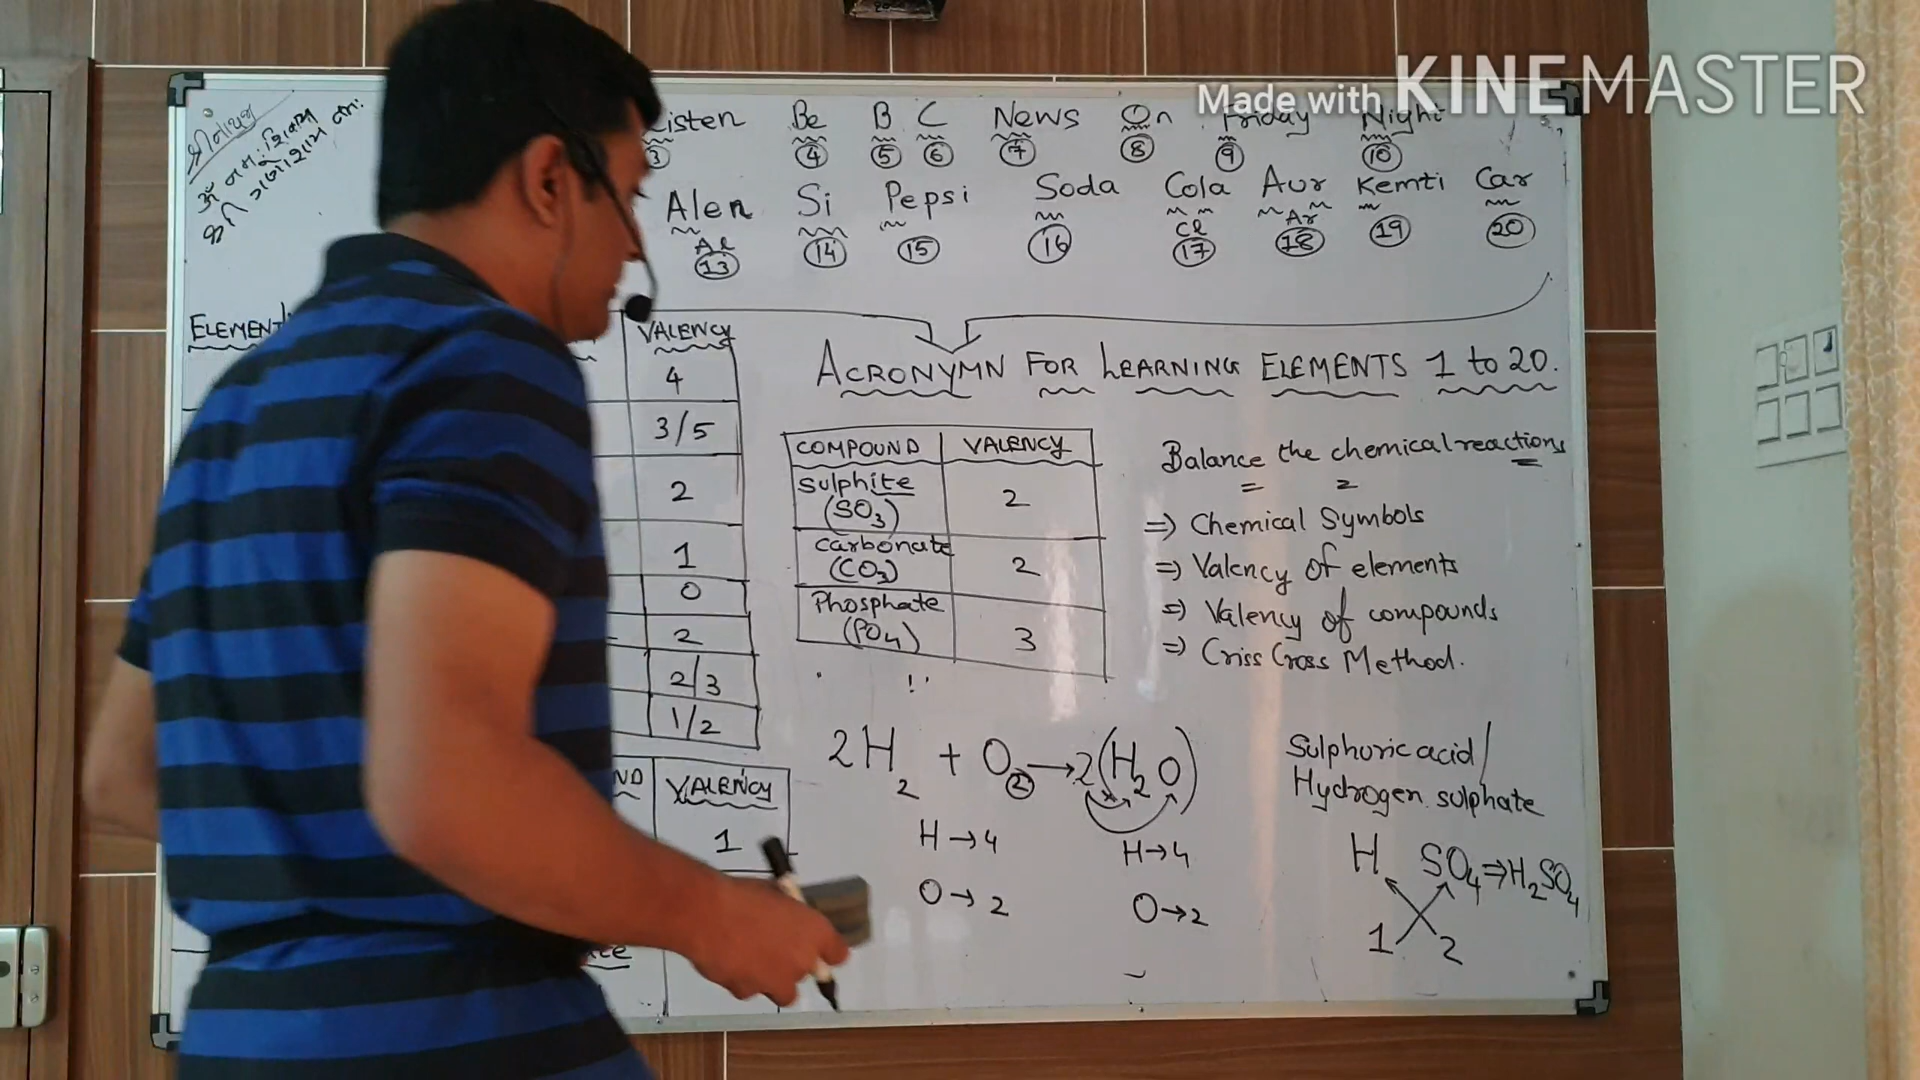 Made with KINEMASTER
શ્રીનાથજી
ૐ નમઃ શિવાય
શ્રી ગણેશાય નમઃ
Listen Be B C News On Friday Night
3 4 5 6 7 8 9 10
Alen Si Pepsi Soda Cola Aur Kemti Car
Al Cl Ar
13 14 15 16 17 18 19 20
ACRONYMN FOR LEARNING ELEMENTS 1 to 20.
ELEMENT
VALENCY
4
3/5
2
1
0
2
2/3
1/2
COMPOUND VALENCY
Sulphite
(SO3) 2
Carbonate
(CO3) 2
Phosphate
(PO4) 3
Balance the chemical reactions
=> Chemical Symbols
=> Valency of elements
=> Valency of compounds
=> Criss Cross Method.
ND VALENCY
1
2H2 + O2 → 2(H2O)
H → 4 H → 4
O → 2 O → 2
Sulphuric acid/
Hydrogen sulphate
H SO4 => H2SO4
1 2